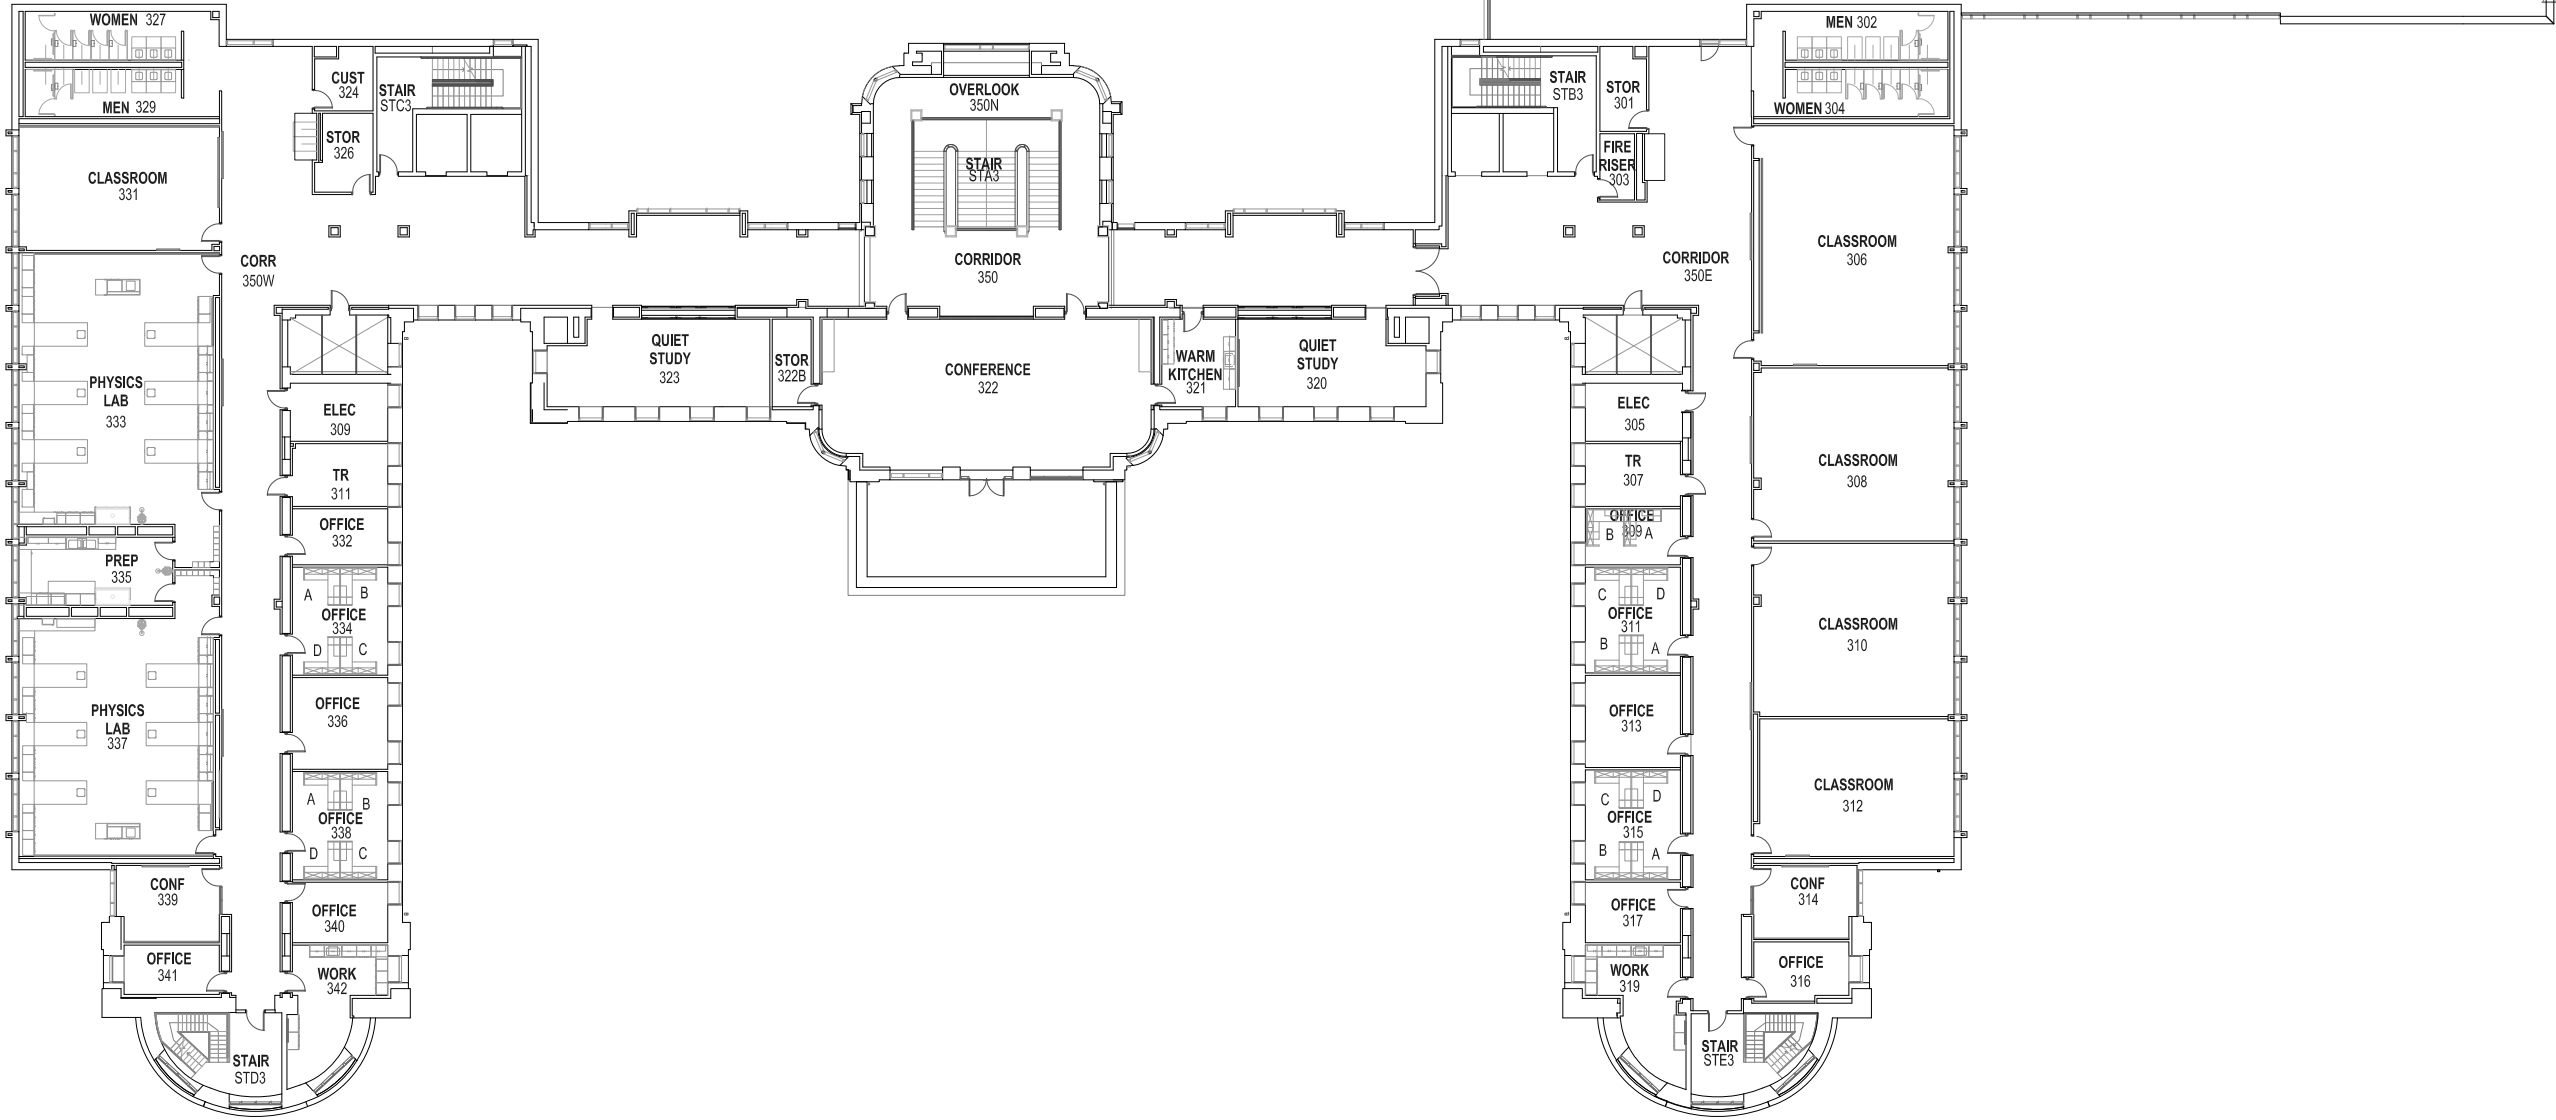 WOMEN 327
MEN 329
CLASSROOM
331
CUST
324
STOR
326
STAIR
STC3
CORR
350W
PHYSICS
LAB
333
PREP
335
PHYSICS
LAB
337
CONF
339
OFFICE
341
STAIR
STD3
ELEC
309
TR
311
OFFICE
332
A
B
OFFICE
334
D
C
OFFICE
336
A
B
OFFICE
338
D
C
OFFICE
340
WORK
342
QUIET
STUDY
323
STOR
322B
OVERLOOK
350N
STAIR
STA3
CORRIDOR
350
CONFERENCE
322
WARM
KITCHEN
321
QUIET
STUDY
320
STAIR
STB3
STOR
301
FIRE
RISER
303
CORRIDOR
350E
ELEC
305
TR
307
OFFICE
309
B
A
C
D
OFFICE
311
B
A
OFFICE
313
C
D
OFFICE
315
B
A
OFFICE
317
WORK
319
STAIR
STE3
MEN 302
WOMEN 304
CLASSROOM
306
CLASSROOM
308
CLASSROOM
310
CLASSROOM
312
CONF
314
OFFICE
316